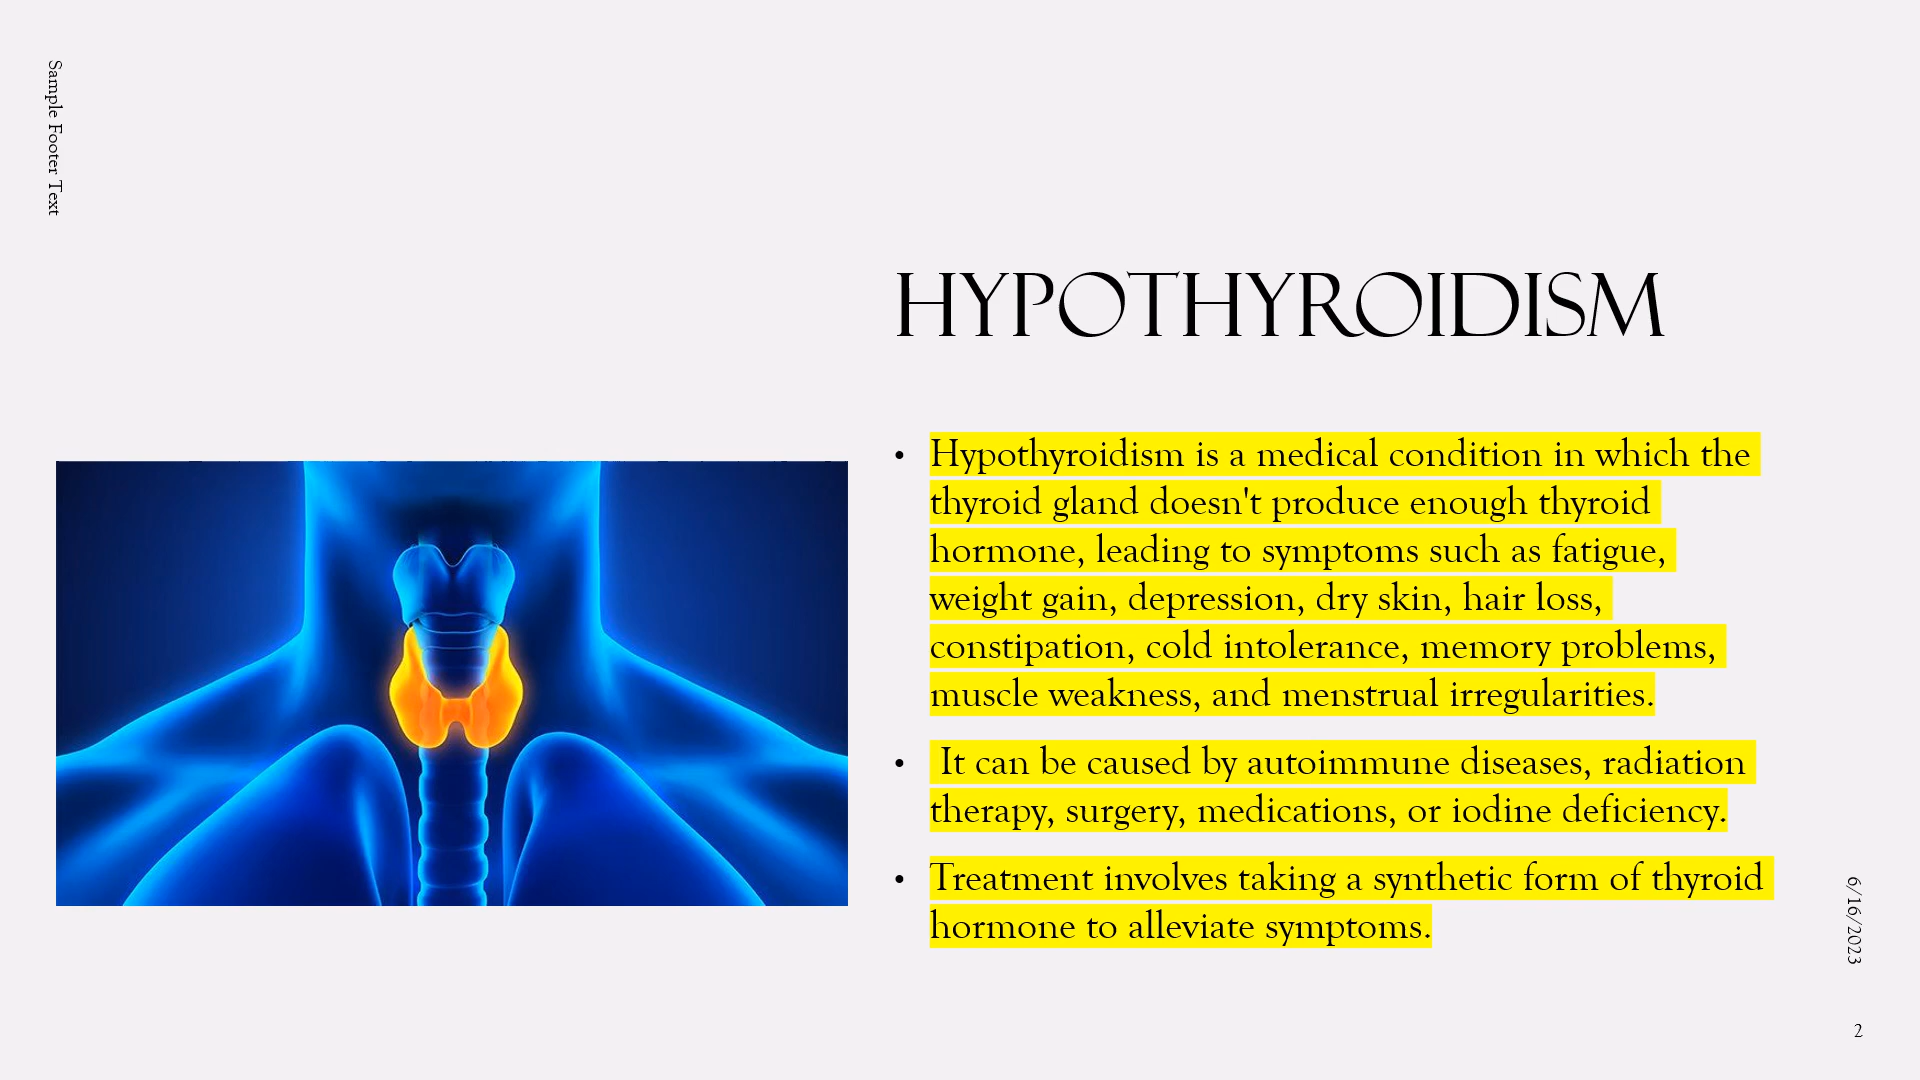 Sample Footer Text
HYPOTHYROIDISM
• Hypothyroidism is a medical condition in which the
thyroid gland doesn't produce enough thyroid
hormone, leading to symptoms such as fatigue,
weight gain, depression, dry skin, hair loss,
constipation, cold intolerance, memory problems,
muscle weakness, and menstrual irregularities.
• It can be caused by autoimmune diseases, radiation
therapy, surgery, medications, or iodine deficiency.
• Treatment involves taking a synthetic form of thyroid
hormone to alleviate symptoms.
6/16/2023
2